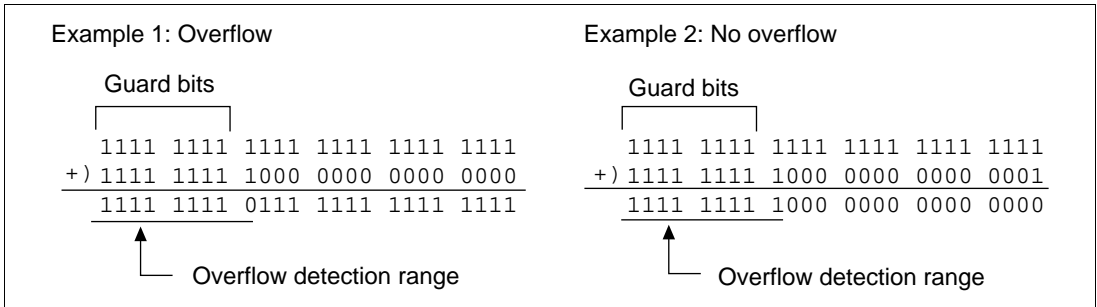 Example 1: Overflow
Guard bits
1111 1111 1111 1111 1111 1111
+) 1111 1111 1000 0000 0000 0000
1111 1111 0111 1111 1111 1111
Overflow detection range
Example 2: No overflow
Guard bits
1111 1111 1111 1111 1111 1111
+) 1111 1111 1000 0000 0000 0001
1111 1111 1000 0000 0000 0000
Overflow detection range